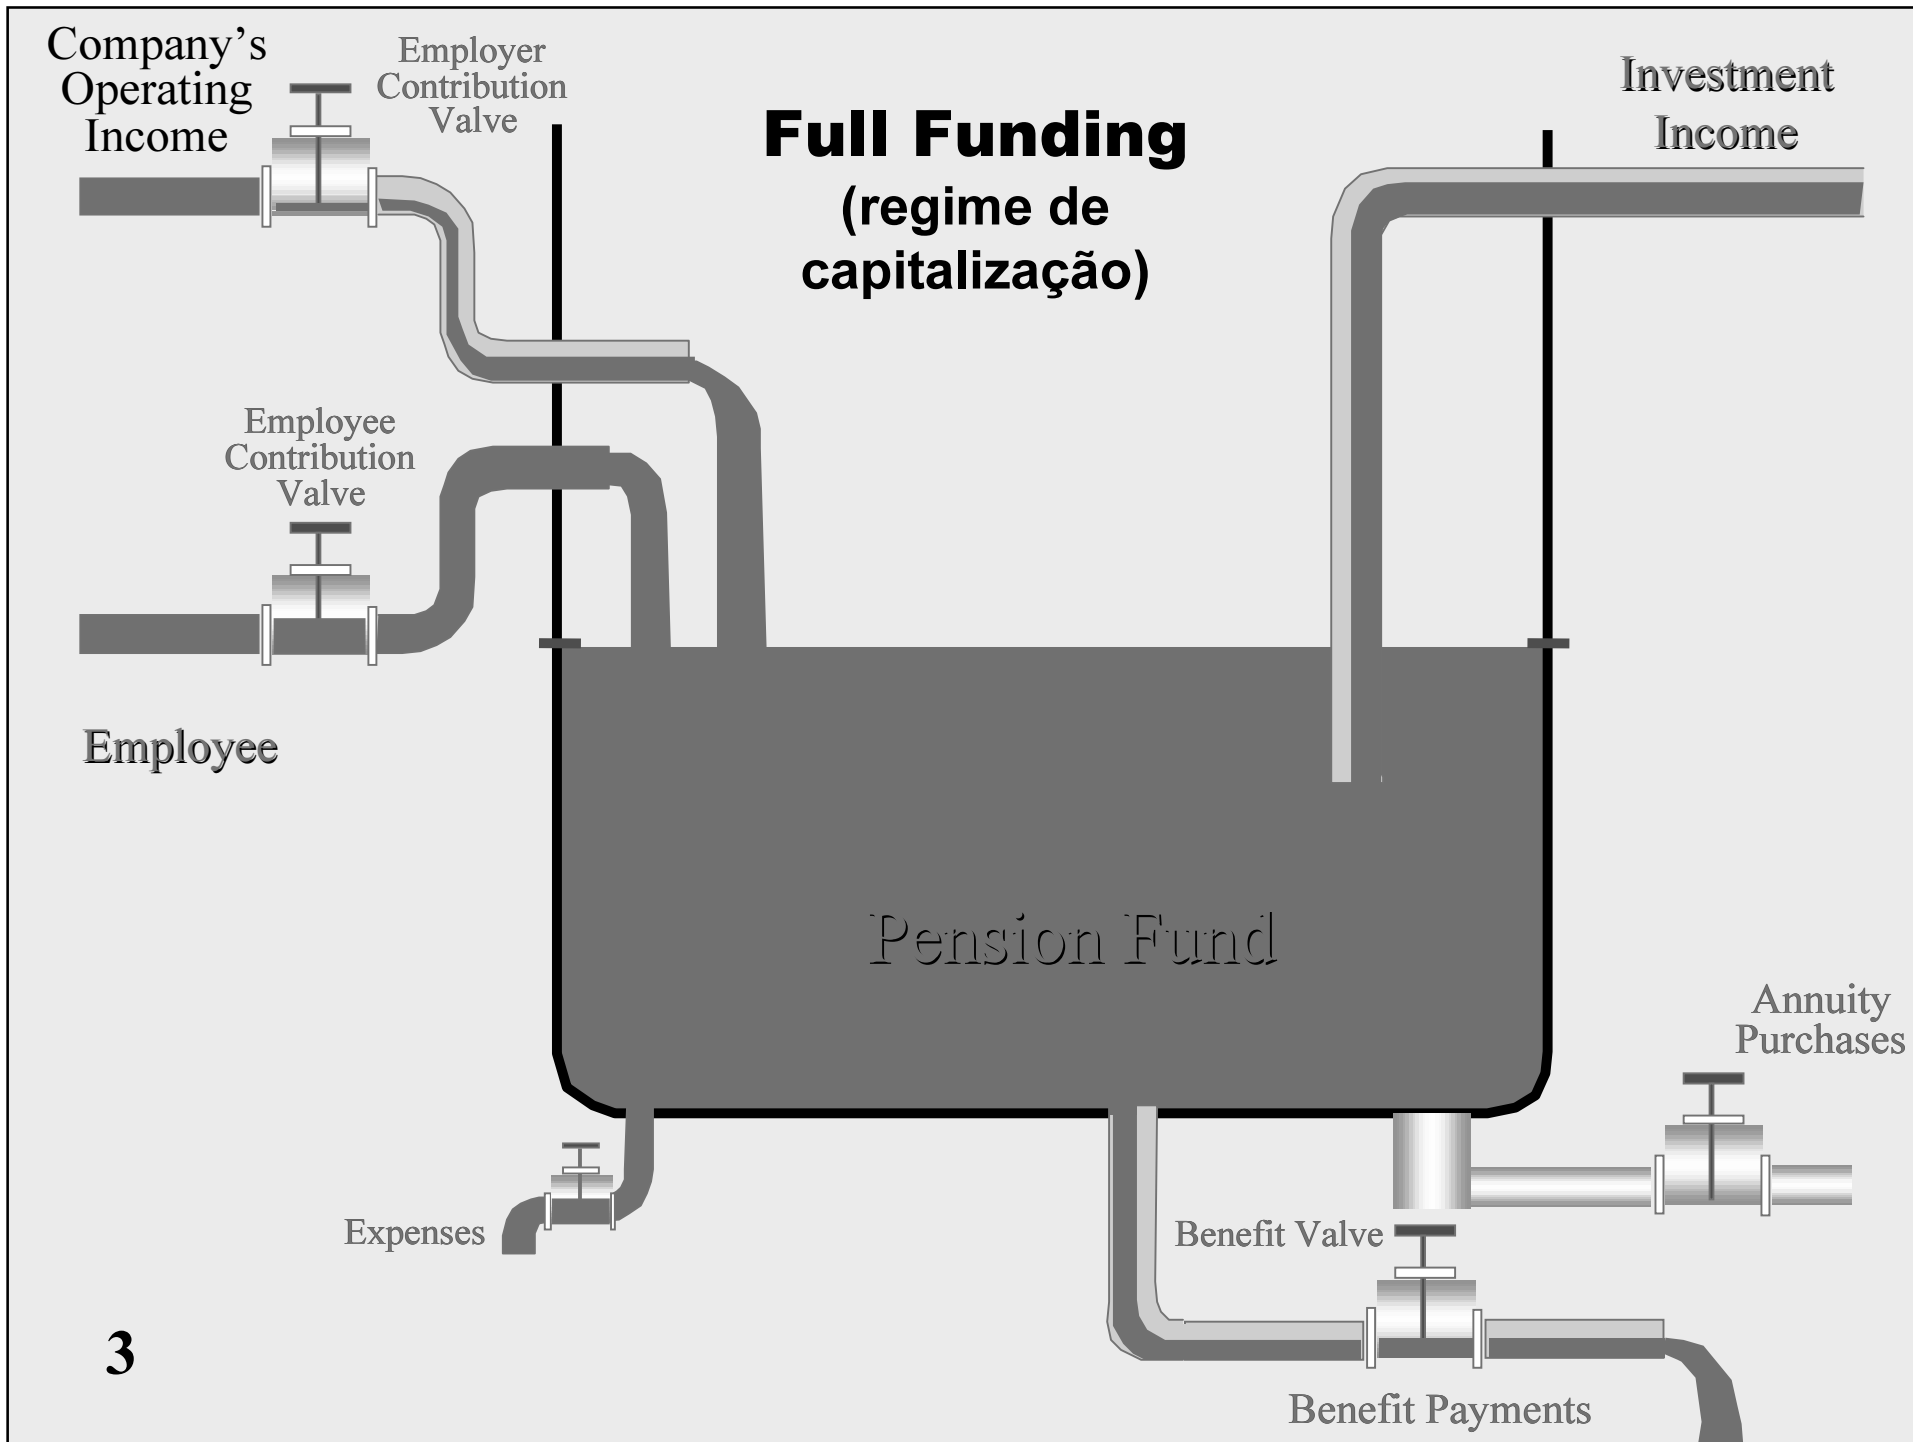 Company’s
Operating
Income
Employer
Contribution
Valve
Full Funding
(regime de
capitalização)
Investment
Income
Employee
Contribution
Valve
Employee
Pension Fund
Annuity
Purchases
Expenses
Benefit Valve
Benefit Payments
3